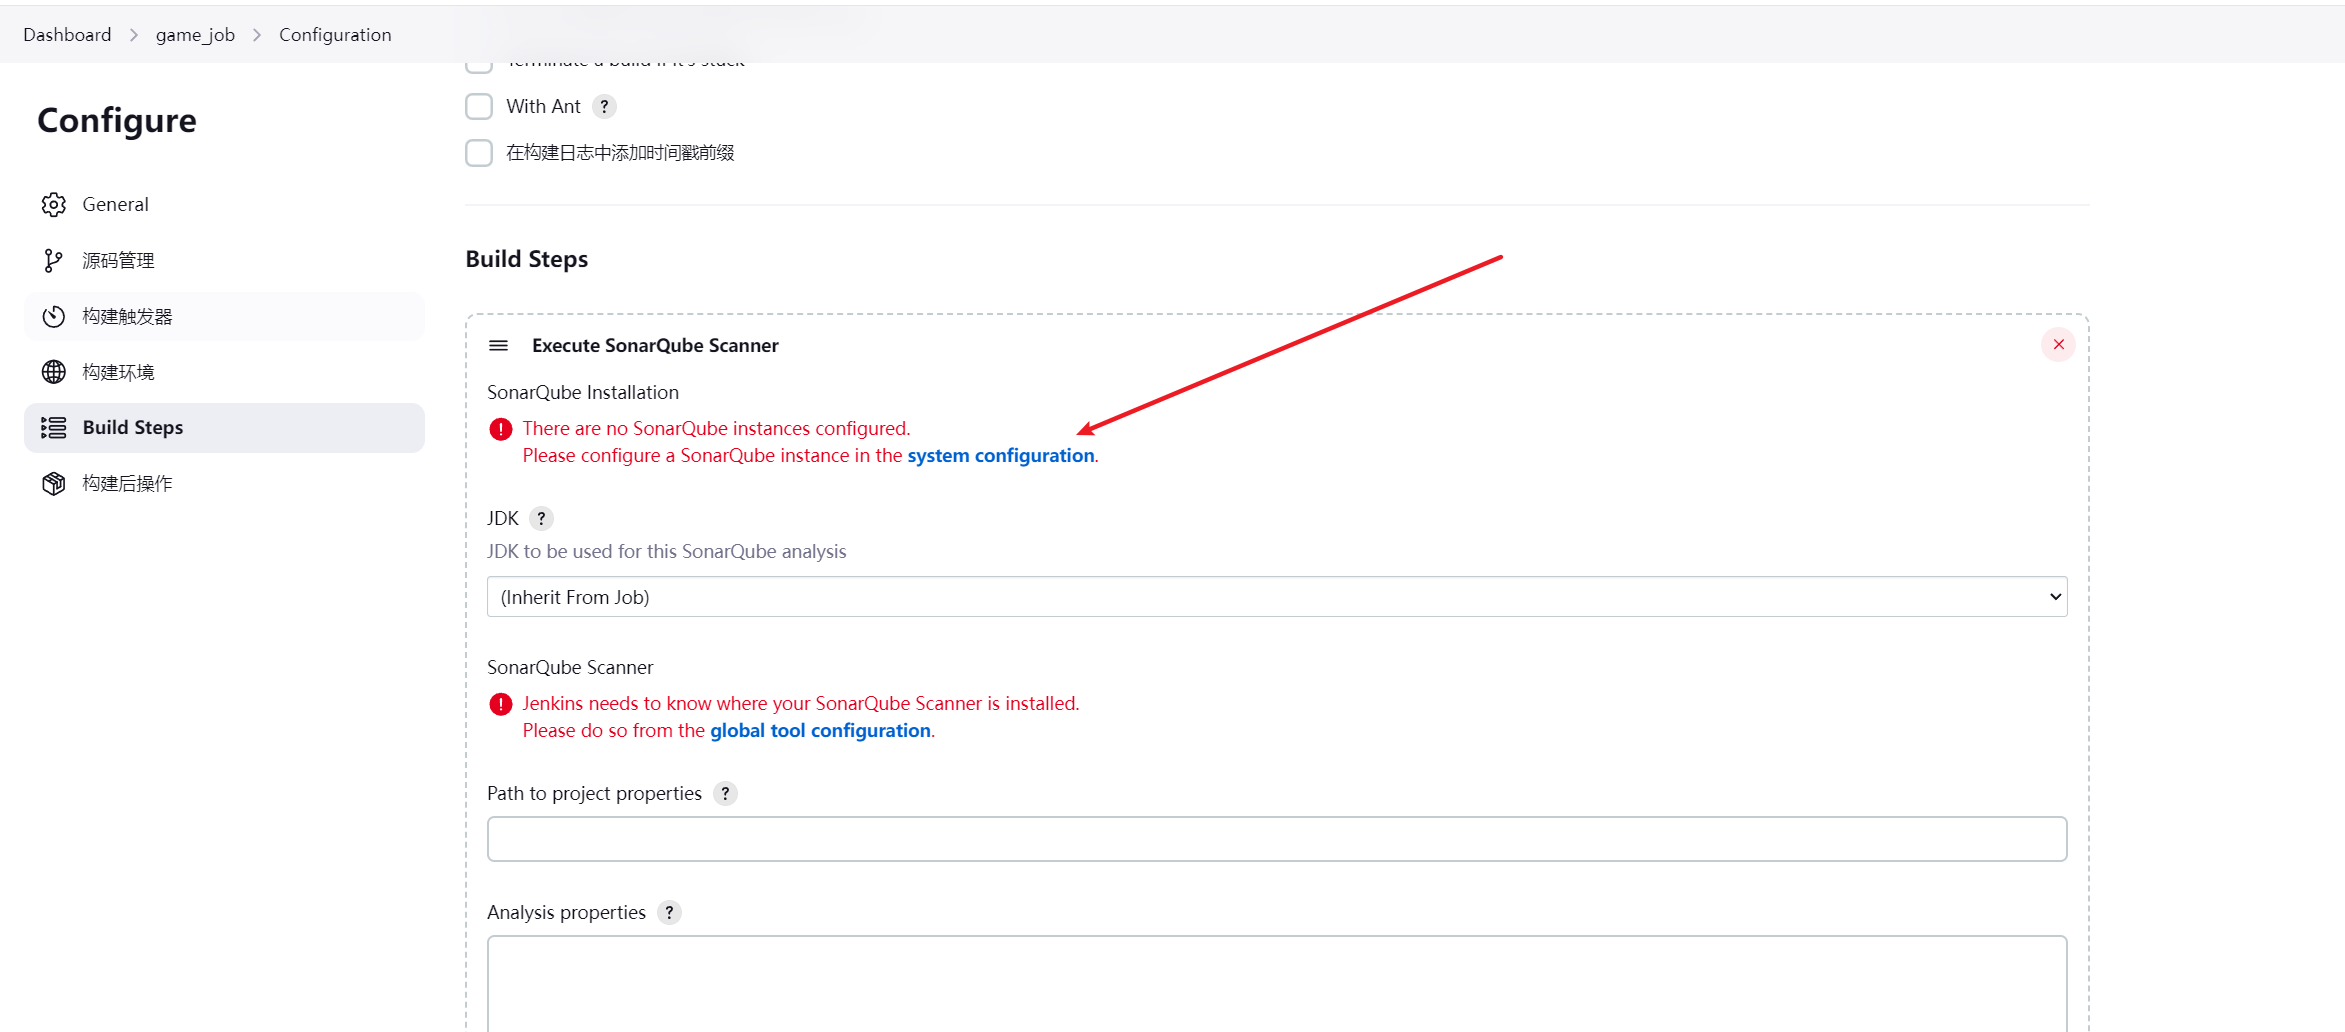 Dashboard > game_job > Configuration
Configure
General
源码管理
构建触发器
构建环境
Build Steps
构建后操作
Terminate a build if it's stuck
With Ant ?
在构建日志中添加时间戳前缀
Build Steps
Execute SonarQube Scanner
SonarQube Installation
There are no SonarQube instances configured.
Please configure a SonarQube instance in the system configuration.
JDK ?
JDK to be used for this SonarQube analysis
(Inherit From Job)
SonarQube Scanner
Jenkins needs to know where your SonarQube Scanner is installed.
Please do so from the global tool configuration.
Path to project properties ?
Analysis properties ?